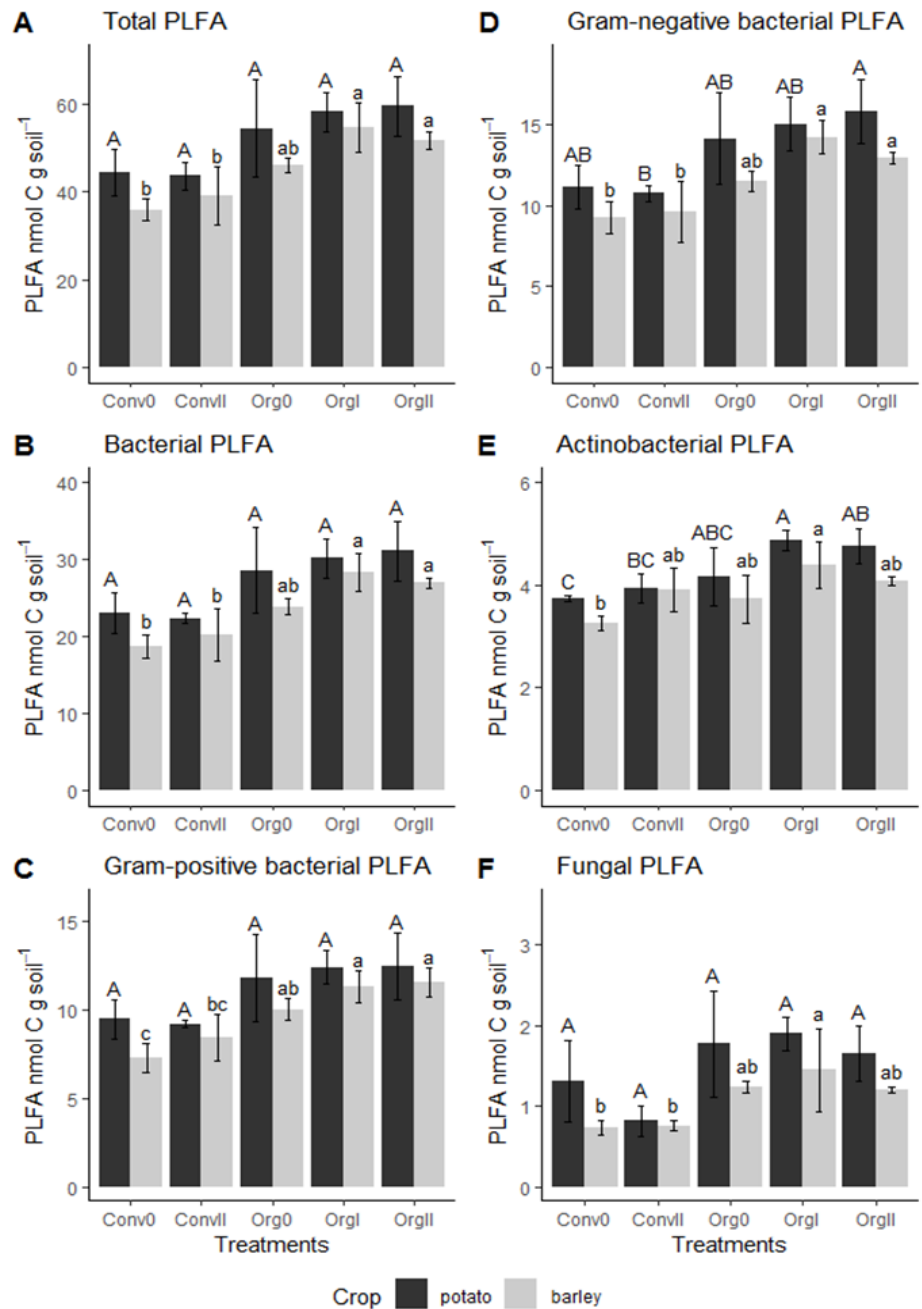 A Total PLFA
PLFA nmol C g soil⁻¹
60
40
20
0
A
b
A
b
A
ab
A
a
A
a
Conv0 ConvII Org0 OrgI OrgII
D Gram-negative bacterial PLFA
PLFA nmol C g soil⁻¹
15
10
5
0
AB
b
B
b
AB
ab
AB
a
A
a
Conv0 ConvII Org0 OrgI OrgII
B Bacterial PLFA
PLFA nmol C g soil⁻¹
40
30
20
10
0
A
b
A
b
A
ab
A
a
A
a
Conv0 ConvII Org0 OrgI OrgII
E Actinobacterial PLFA
PLFA nmol C g soil⁻¹
6
4
2
0
C
b
BC
ab
ABC
ab
A
a
AB
ab
Conv0 ConvII Org0 OrgI OrgII
C Gram-positive bacterial PLFA
PLFA nmol C g soil⁻¹
15
10
5
0
A
c
A
bc
A
ab
A
a
A
a
Conv0 ConvII Org0 OrgI OrgII
Treatments
F Fungal PLFA
PLFA nmol C g soil⁻¹
3
2
1
0
A
b
A
b
A
ab
A
a
A
ab
Conv0 ConvII Org0 OrgI OrgII
Treatments
Crop potato barley